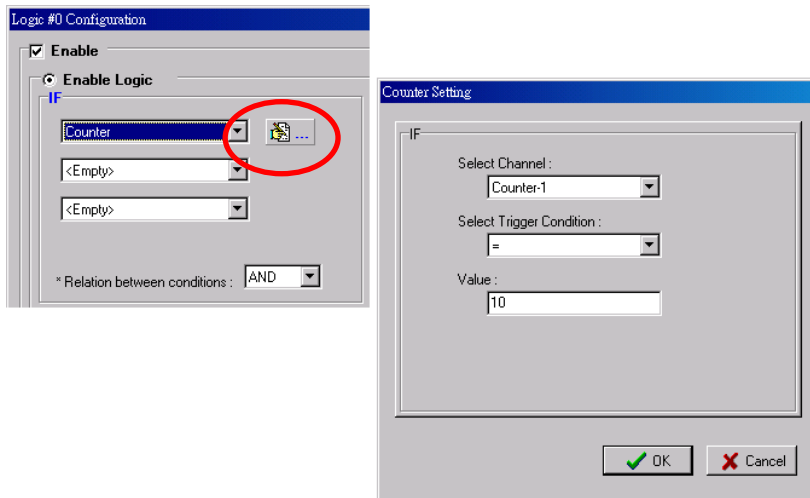 Logic #0 Configuration
Enable
Enable Logic
IF
Counter
...
<Empty>
<Empty>
* Relation between conditions : AND
Counter Setting
IF
Select Channel :
Counter-1
Select Trigger Condition :
=
Value :
10
OK
Cancel